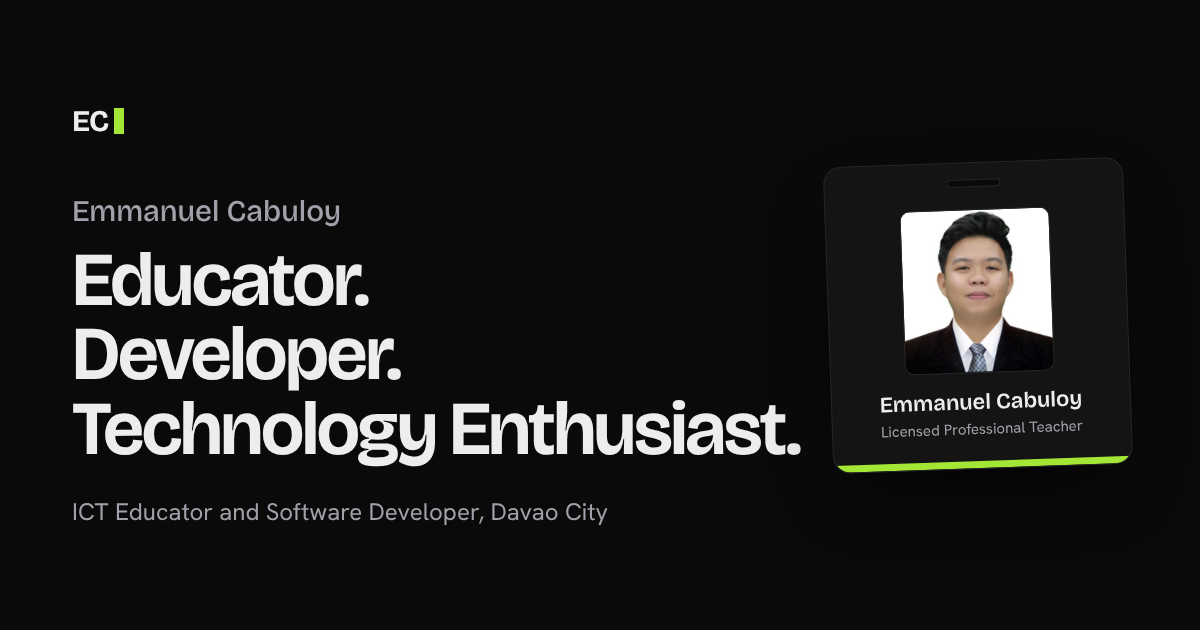 EC
Emmanuel Cabuloy
Educator.
Developer.
Technology Enthusiast.
ICT Educator and Software Developer, Davao City
Emmanuel Cabuloy
Licensed Professional Teacher